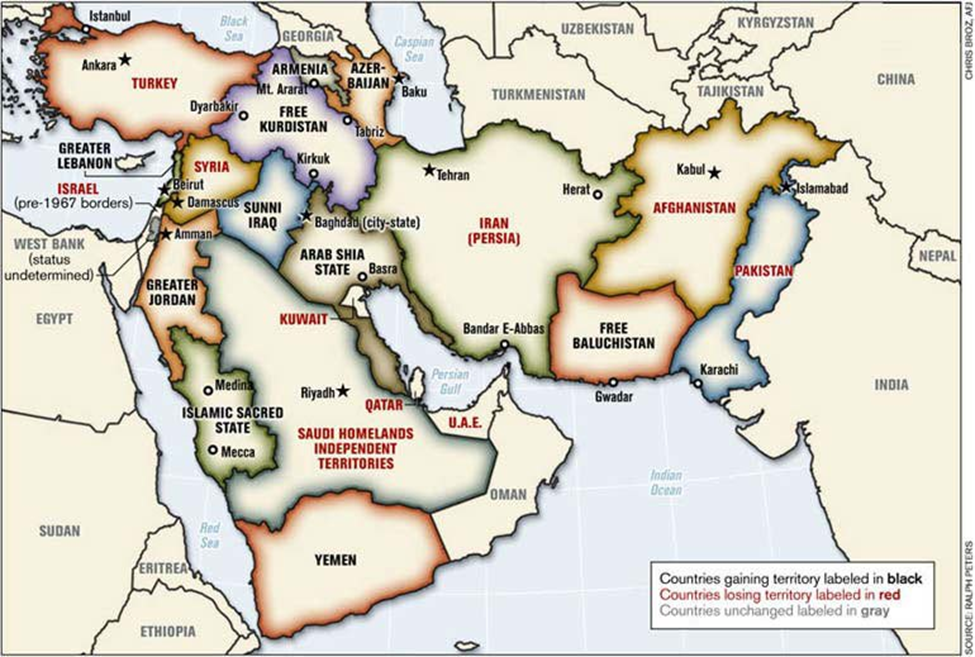 Istanbul
Black
Sea
GEORGIA
Caspian
Sea
UZBEKISTAN
KYRGYZSTAN
CHRIS BROZ AFJ
Ankara
TURKEY
ARMENIA
Mt. Ararat
AZER-
BAIJAN
Baku
TURKMENISTAN
TAJIKISTAN
CHINA
Dyarbakir
FREE
KURDISTAN
Tabriz
GREATER
LEBANON
SYRIA
Kirkuk
Tehran
Herat
Kabul
Islamabad
ISRAEL
(pre-1967 borders)
Beirut
Damascus
SUNNI
IRAQ
Baghdad (city-state)
IRAN
(PERSIA)
AFGHANISTAN
WEST BANK
(status
undetermined)
Amman
ARAB SHIA
STATE
Basra
PAKISTAN
NEPAL
GREATER
JORDAN
EGYPT
KUWAIT
Bandar E-Abbas
FREE
BALUCHISTAN
Karachi
INDIA
Medina
Riyadh
Persian
Gulf
Gwadar
ISLAMIC SACRED
STATE
QATAR
U.A.E.
Mecca
SAUDI HOMELANDS
INDEPENDENT
TERRITORIES
OMAN
Indian
Ocean
SUDAN
Red
Sea
YEMEN
ERITREA
ETHIOPIA
Countries gaining territory labeled in black
Countries losing territory labeled in red
Countries unchanged labeled in gray
SOURCE: RALPH PETERS